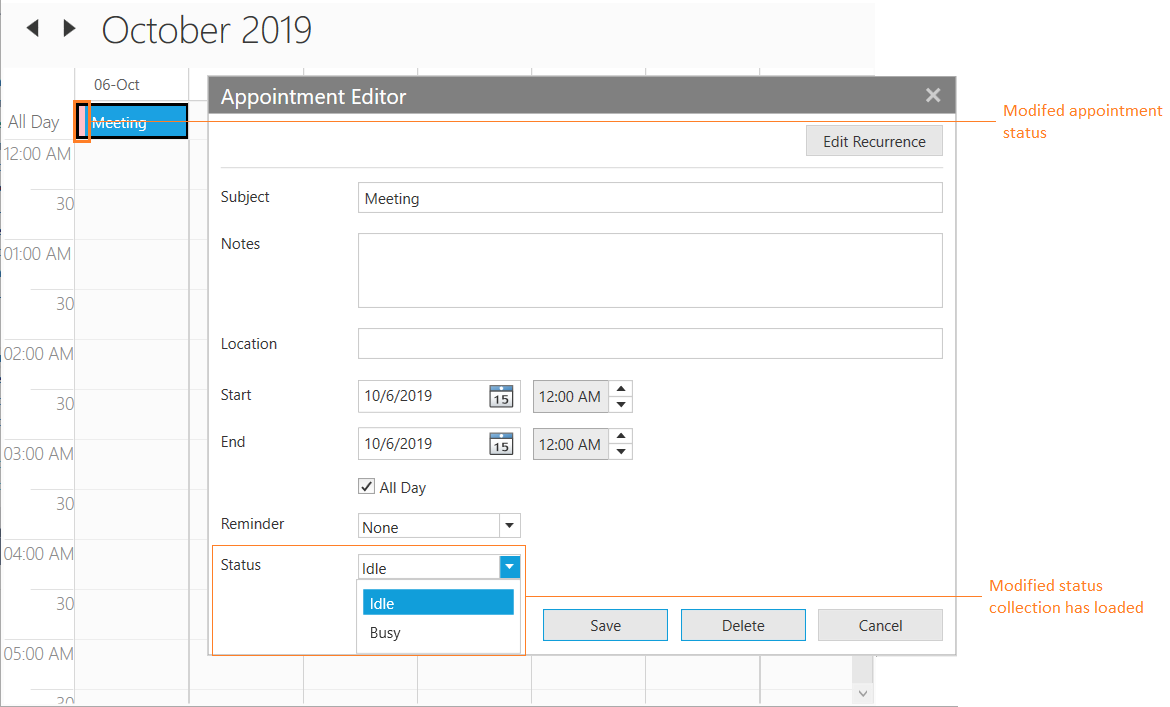 October 2019
06-Oct
All Day
Meeting
12:00 AM
30
01:00 AM
30
02:00 AM
30
03:00 AM
30
04:00 AM
30
05:00 AM
30
Appointment Editor
Edit Recurrence
Subject
Meeting
Notes
Location
Start
10/6/2019
15
12:00 AM
End
10/6/2019
15
12:00 AM
All Day
Reminder
None
Status
Idle
Idle
Busy
Save
Delete
Cancel
Modifed appointment
status
Modified status
collection has loaded